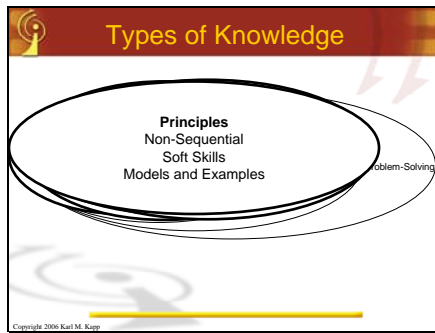 Types of Knowledge
Principles
Non-Sequential
Soft Skills
Models and Examples
roblem-Solving
Copyright 2006 Karl M. Kapp